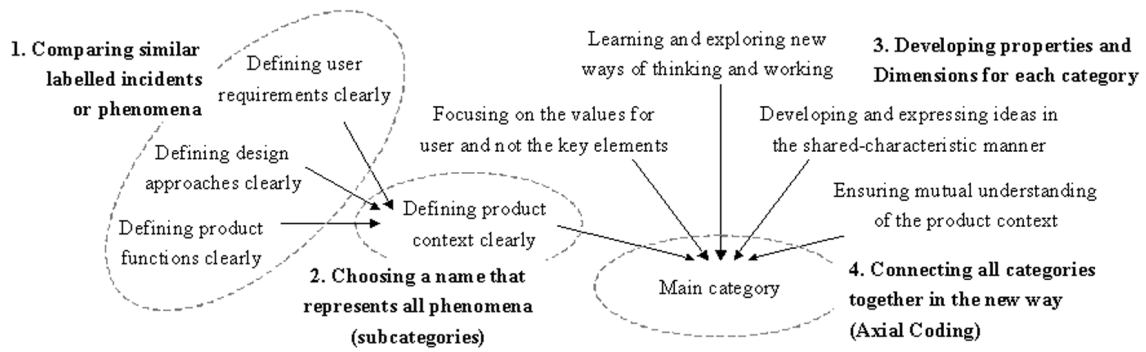 1. Comparing similar
labelled incidents
or phenomena
Defining user
requirements clearly
Defining design
approaches clearly
Defining product
functions clearly
Defining product
context clearly
2. Choosing a name that
represents all phenomena
(subcategories)
Focusing on the values for
user and not the key elements
Learning and exploring new
ways of thinking and working
3. Developing properties and
Dimensions for each category
Developing and expressing ideas in
the shared-characteristic manner
Ensuring mutual understanding
of the product context
Main category
4. Connecting all categories
together in the new way
(Axial Coding)